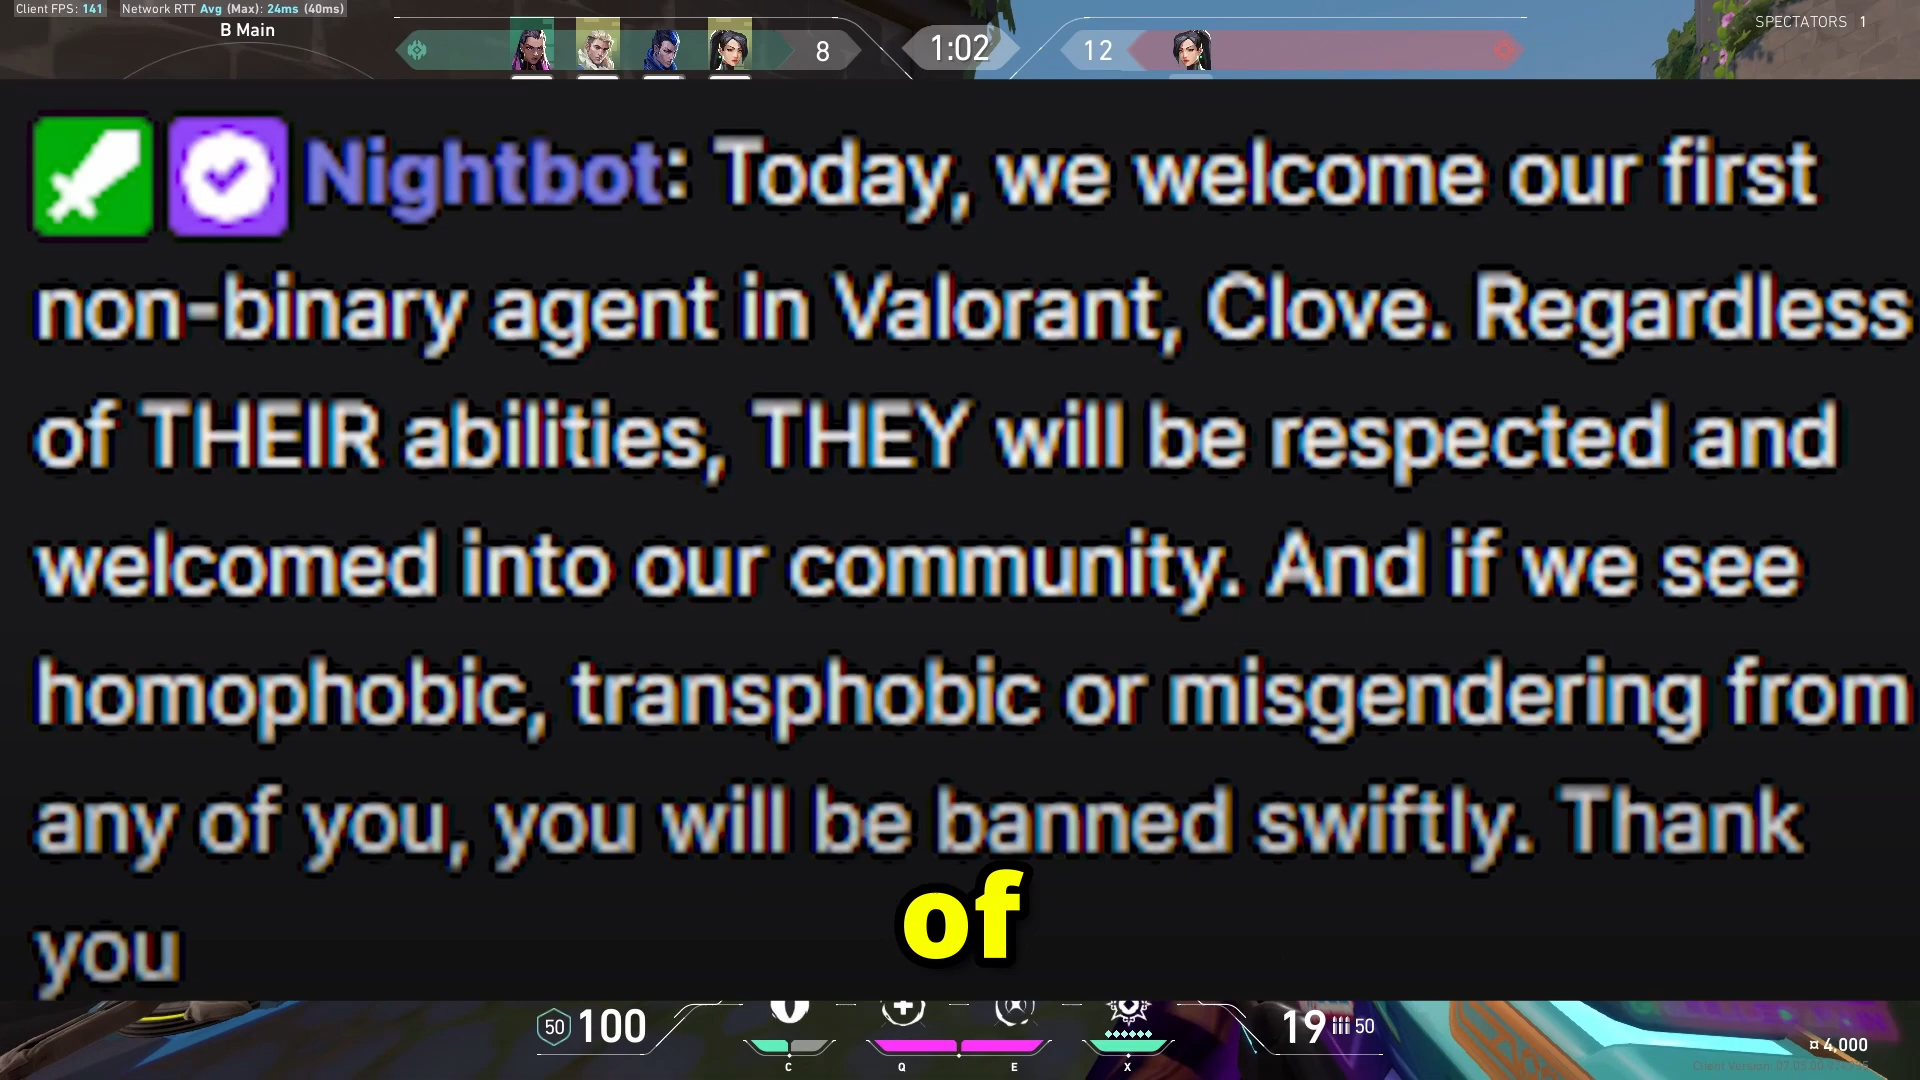 Client FPS: 141 Network RTT Avg (Max): 24ms (40ms)
B Main
8
1:02
12
SPECTATORS 1
Nightbot: Today, we welcome our first
non-binary agent in Valorant, Clove. Regardless
of THEIR abilities, THEY will be respected and
welcomed into our community. And if we see
homophobic, transphobic or misgendering from
any of you, you will be banned swiftly. Thank
you
of
50 100
C Q E X
19 50
¤ 4,000